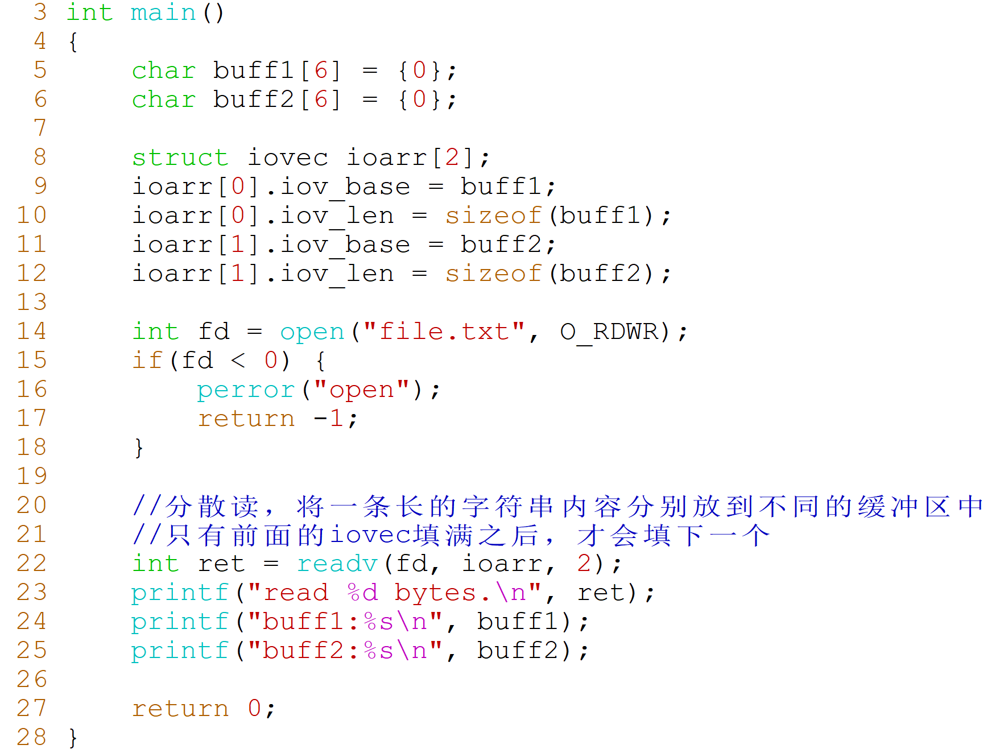 3 int main()
4 {
5     char buff1[6] = {0};
6     char buff2[6] = {0};
7
8     struct iovec ioarr[2];
9     ioarr[0].iov_base = buff1;
10     ioarr[0].iov_len = sizeof(buff1);
11     ioarr[1].iov_base = buff2;
12     ioarr[1].iov_len = sizeof(buff2);
13
14     int fd = open("file.txt", O_RDWR);
15     if(fd < 0) {
16         perror("open");
17         return -1;
18     }
19
20     //分散读，将一条长的字符串内容分别放到不同的缓冲区中
21     //只有前面的iovec填满之后，才会填下一个
22     int ret = readv(fd, ioarr, 2);
23     printf("read %d bytes.\n", ret);
24     printf("buff1:%s\n", buff1);
25     printf("buff2:%s\n", buff2);
26
27     return 0;
28 }